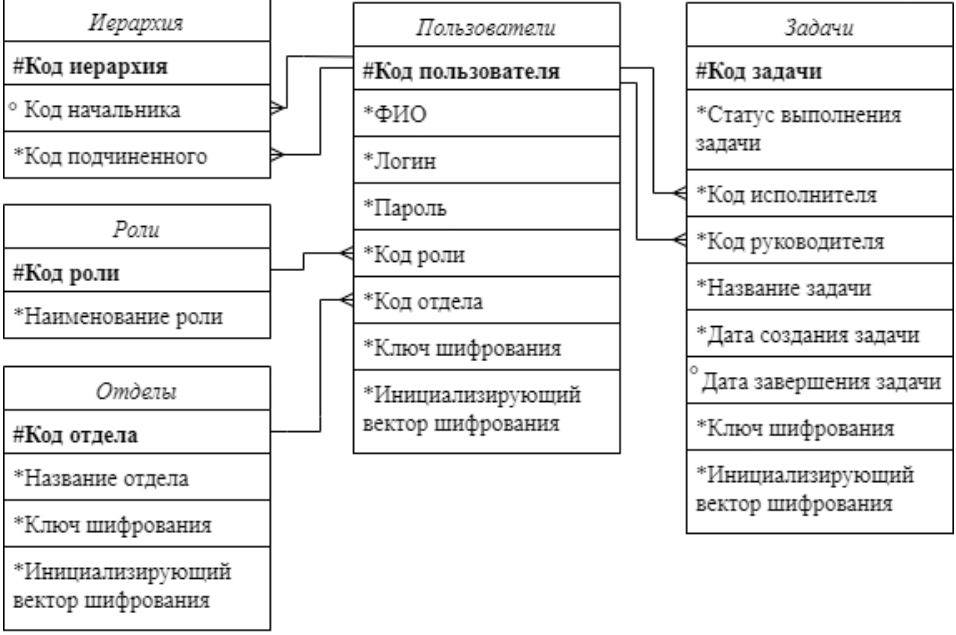 Иерархия
#Код иерархия
° Код начальника
*Код подчиненного
Роли
#Код роли
*Наименование роли
Отделы
#Код отдела
*Название отдела
*Ключ шифрования
*Инициализирующий
вектор шифрования
Пользователи
#Код пользователя
*ФИО
*Логин
*Пароль
*Код роли
*Код отдела
*Ключ шифрования
*Инициализирующий
вектор шифрования
Задачи
#Код задачи
*Статус выполнения
задачи
*Код исполнителя
*Код руководителя
*Название задачи
*Дата создания задачи
° Дата завершения задачи
*Ключ шифрования
*Инициализирующий
вектор шифрования